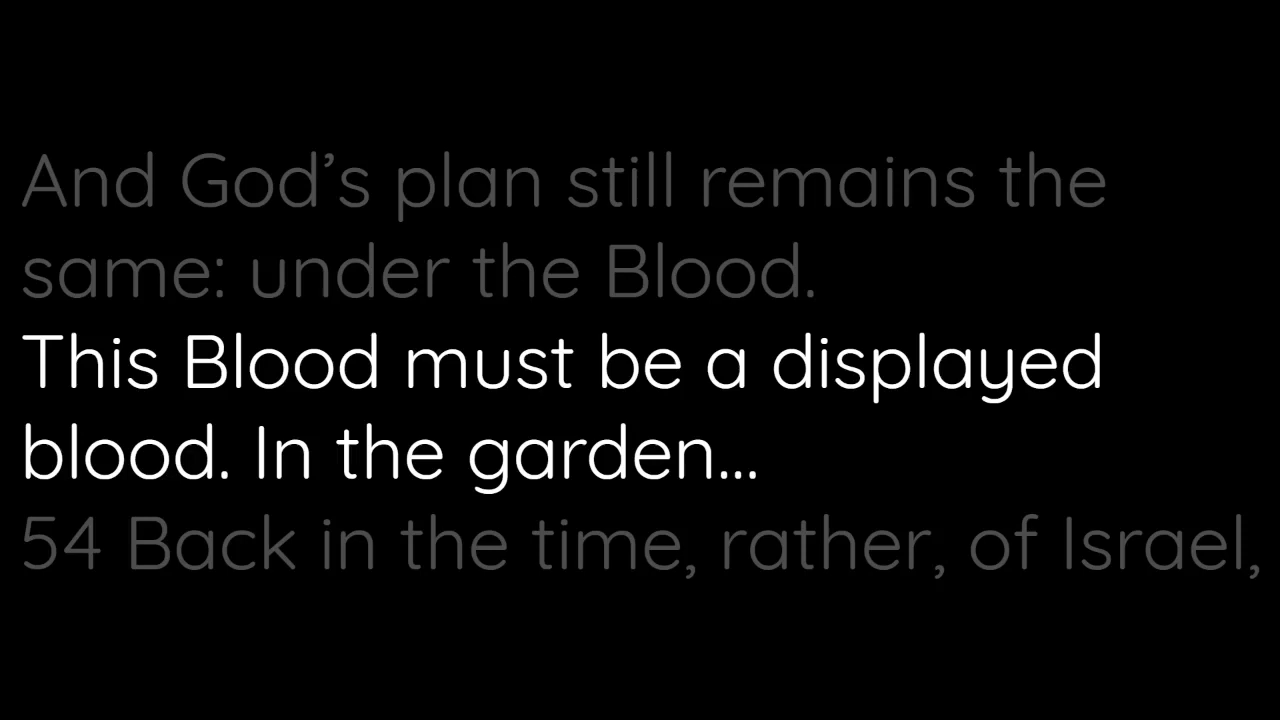 And God’s plan still remains the
same: under the Blood.
This Blood must be a displayed
blood. In the garden...
54 Back in the time, rather, of Israel,